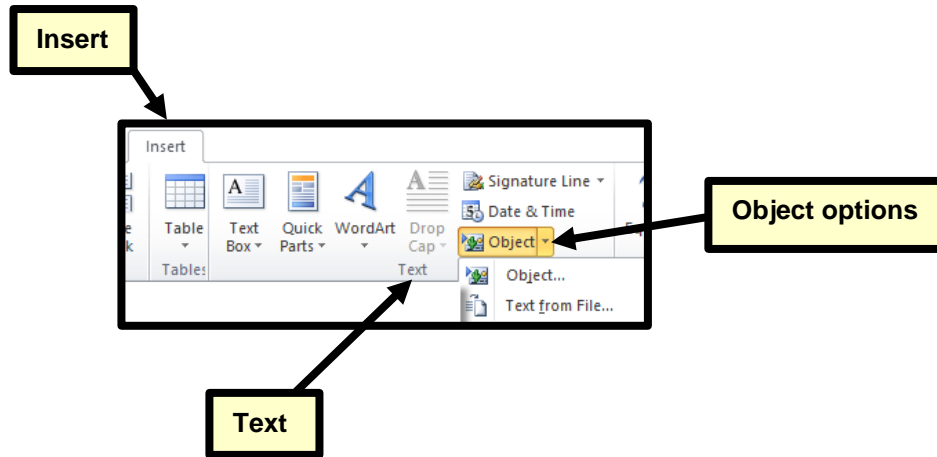 Insert
Insert
Signature Line
Date & Time
Object
Table
Text Box
Quick Parts
WordArt
Drop Cap
Tables
Text
Object...
Text from File...
Object options
Text